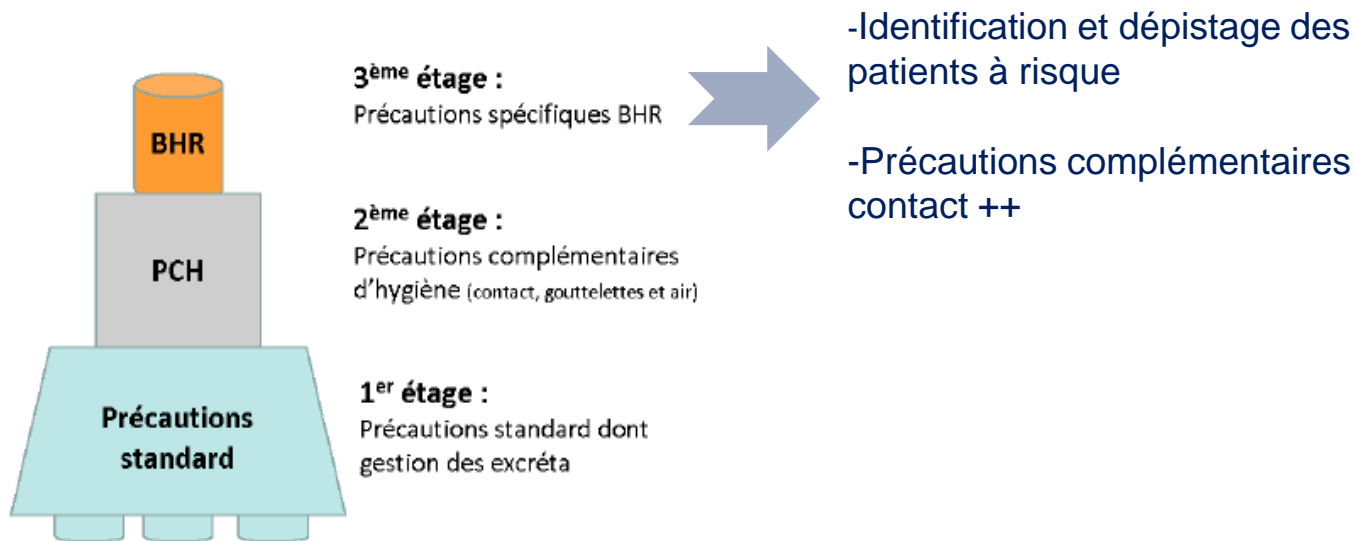 BHR
PCH
Précautions
standard
3ème étage :
Précautions spécifiques BHR
2ème étage :
Précautions complémentaires
d'hygiène (contact, gouttelettes et air)
1er étage :
Précautions standard dont
gestion des excréta
-Identification et dépistage des
patients à risque
-Précautions complémentaires
contact ++